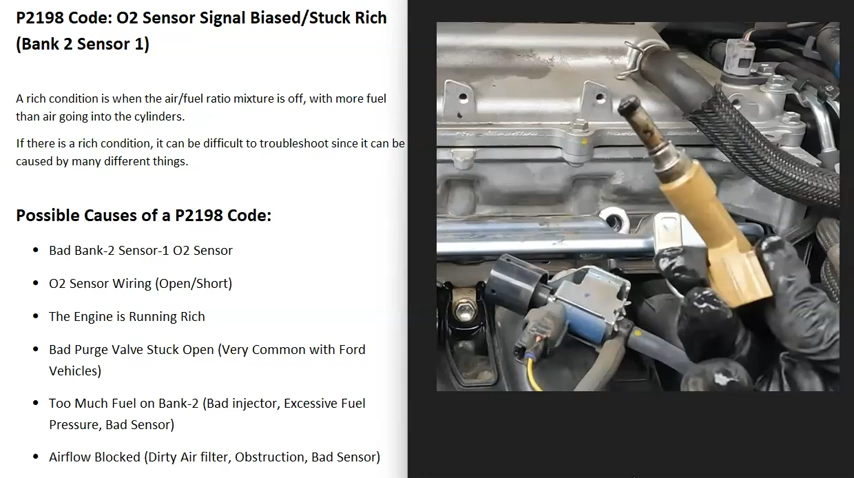 P2198 Code: O2 Sensor Signal Biased/Stuck Rich
(Bank 2 Sensor 1)
A rich condition is when the air/fuel ratio mixture is off, with more fuel
than air going into the cylinders.
If there is a rich condition, it can be difficult to troubleshoot since it can be
caused by many different things.
Possible Causes of a P2198 Code:
• Bad Bank-2 Sensor-1 O2 Sensor
• O2 Sensor Wiring (Open/Short)
• The Engine is Running Rich
• Bad Purge Valve Stuck Open (Very Common with Ford
Vehicles)
• Too Much Fuel on Bank-2 (Bad injector, Excessive Fuel
Pressure, Bad Sensor)
• Airflow Blocked (Dirty Air filter, Obstruction, Bad Sensor)